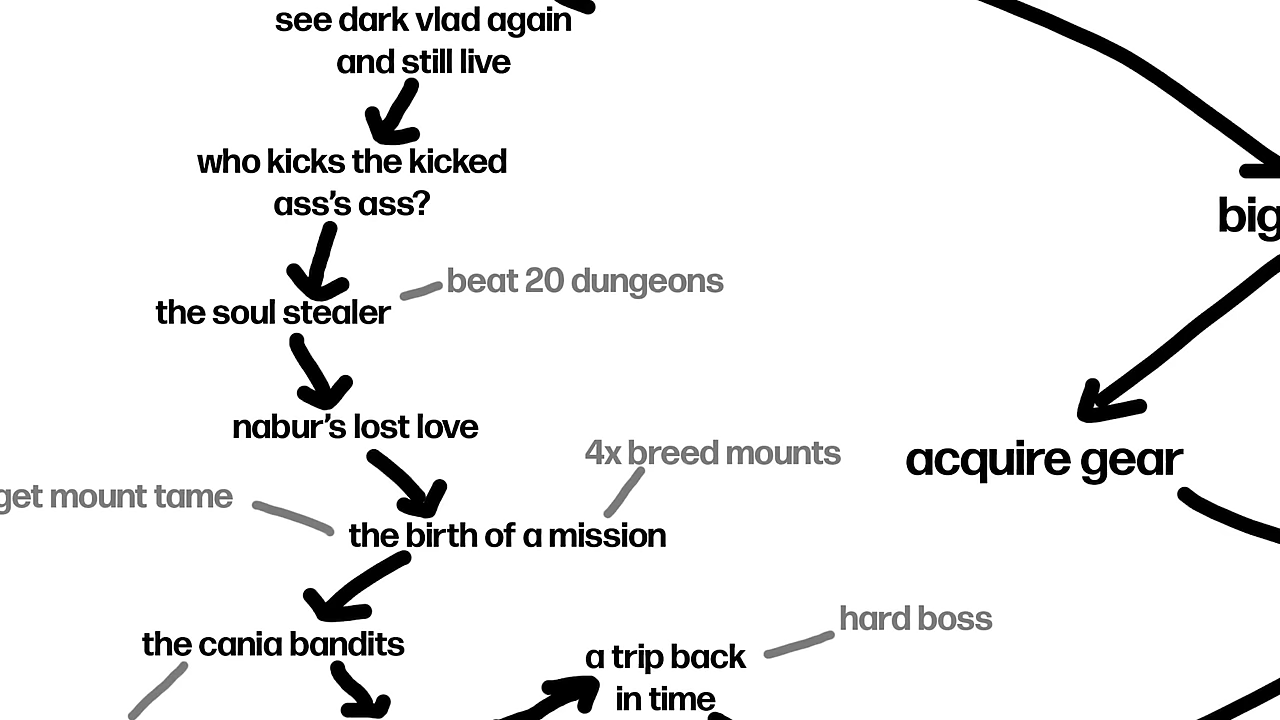 see dark vlad again
and still live
who kicks the kicked
ass’s ass?
big
beat 20 dungeons
the soul stealer
nabur’s lost love
4x breed mounts
acquire gear
get mount tame
the birth of a mission
hard boss
the cania bandits
a trip back
in time